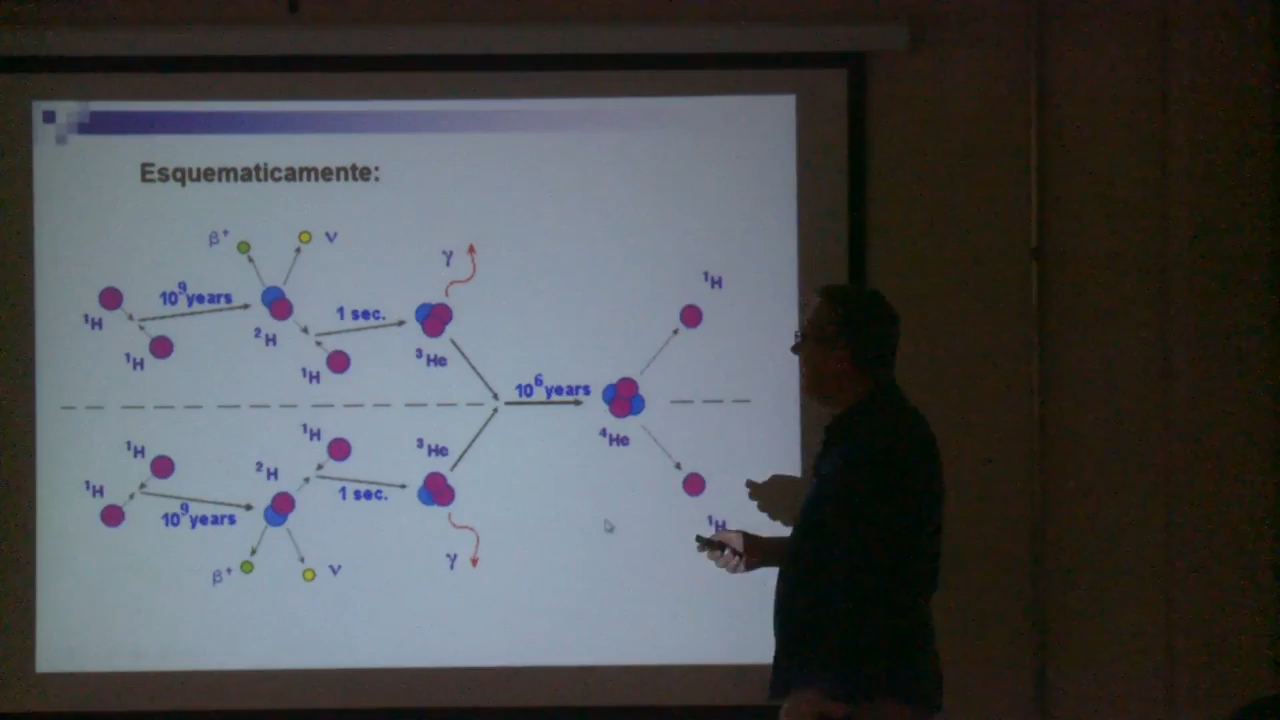 Esquematicamente:
β⁺ ν
γ
¹H
10⁹years
¹H
¹H
²H
1 sec.
¹H
³He
10⁶years
¹H
¹H
10⁹years
²H
¹H
1 sec.
³He
⁴He
¹H
β⁺ ν
γ